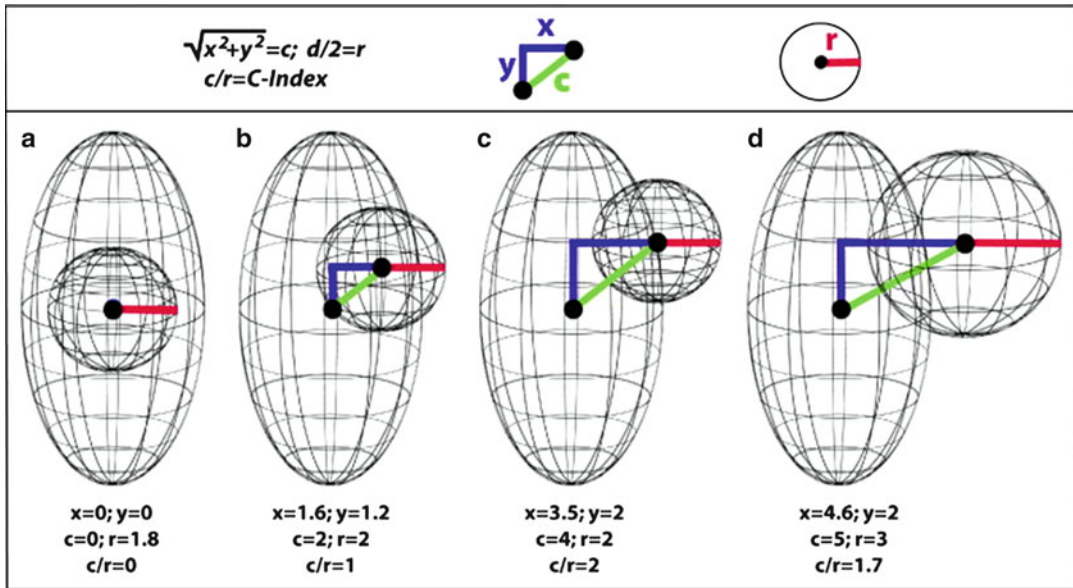 √x²+y²=c; d/2=r
c/r=C-Index
x
y
c
r
a
b
c
d
x=0; y=0
c=0; r=1.8
c/r=0
x=1.6; y=1.2
c=2; r=2
c/r=1
x=3.5; y=2
c=4; r=2
c/r=2
x=4.6; y=2
c=5; r=3
c/r=1.7